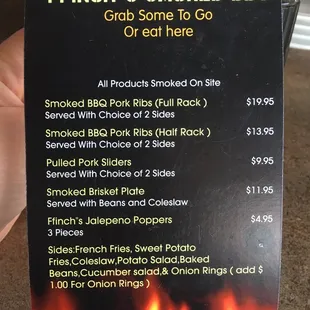 Grab Some To Go
Or eat here
All Products Smoked On Site
Smoked BBQ Pork Ribs (Full Rack ) $19.95
Served With Choice of 2 Sides
Smoked BBQ Pork Ribs (Half Rack ) $13.95
Served With Choice of 2 Sides
Pulled Pork Sliders $9.95
Served With Choice of 2 Sides
Smoked Brisket Plate $11.95
Served with Beans and Coleslaw
Ffinch's Jalepeno Poppers $4.95
3 Pieces
Sides:French Fries, Sweet Potato
Fries,Coleslaw,Potato Salad,Baked
Beans,Cucumber salad,& Onion Rings ( add $
1.00 For Onion Rings )